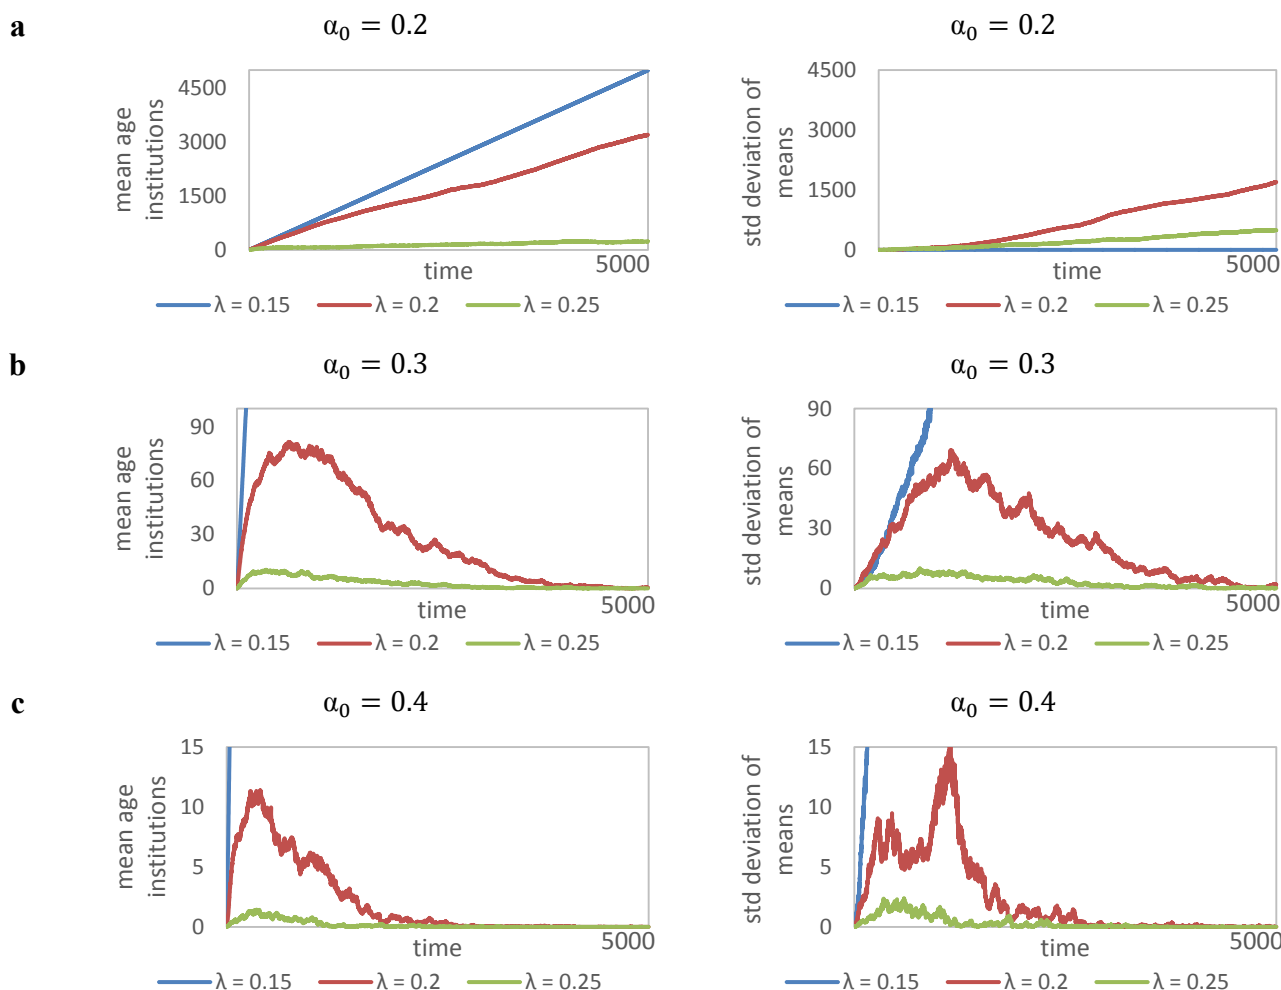 a
α₀ = 0.2
α₀ = 0.2
mean age
institutions
4500
3000
1500
0
time
5000
λ = 0.15 λ = 0.2 λ = 0.25
std deviation of
means
4500
3000
1500
0
time
5000
λ = 0.15 λ = 0.2 λ = 0.25
b
α₀ = 0.3
α₀ = 0.3
mean age
institutions
90
60
30
0
time
5000
λ = 0.15 λ = 0.2 λ = 0.25
std deviation of
means
90
60
30
0
time
5000
λ = 0.15 λ = 0.2 λ = 0.25
c
α₀ = 0.4
α₀ = 0.4
mean age
institutions
15
10
5
0
time
5000
λ = 0.15 λ = 0.2 λ = 0.25
std deviation of
means
15
10
5
0
time
5000
λ = 0.15 λ = 0.2 λ = 0.25